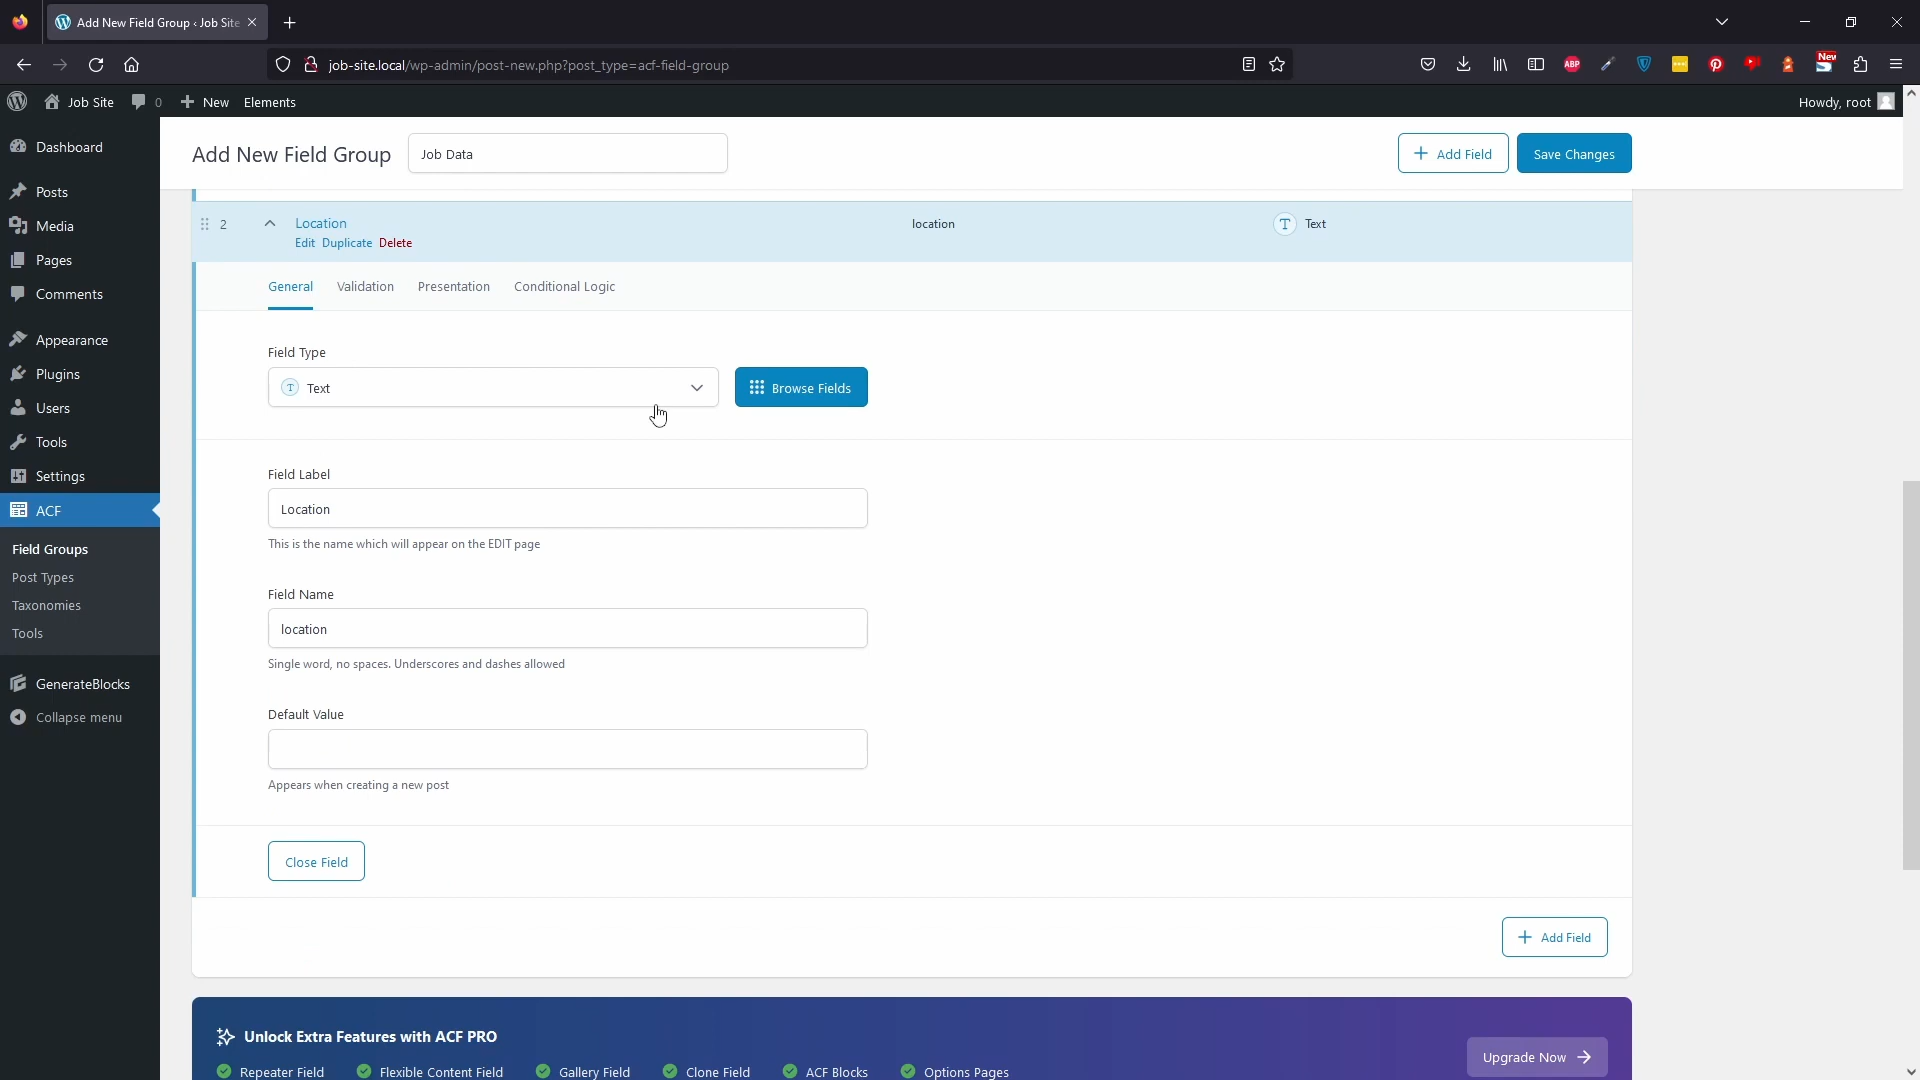 Add New Field Group ‹ Job Site
job-site.local/wp-admin/post-new.php?post_type=acf-field-group
ABP
New
Job Site
0
New
Elements
Howdy, root
Dashboard
Posts
Media
Pages
Comments
Appearance
Plugins
Users
Tools
Settings
ACF
Field Groups
Post Types
Taxonomies
Tools
GenerateBlocks
Collapse menu
Add New Field Group
Job Data
Add Field
Save Changes
2
Location
location
T Text
Edit Duplicate Delete
General Validation Presentation Conditional Logic
Field Type
T Text
Browse Fields
Field Label
Location
This is the name which will appear on the EDIT page
Field Name
location
Single word, no spaces. Underscores and dashes allowed
Default Value
Appears when creating a new post
Close Field
Add Field
Unlock Extra Features with ACF PRO
Upgrade Now
Repeater Field Flexible Content Field Gallery Field Clone Field ACF Blocks Options Pages